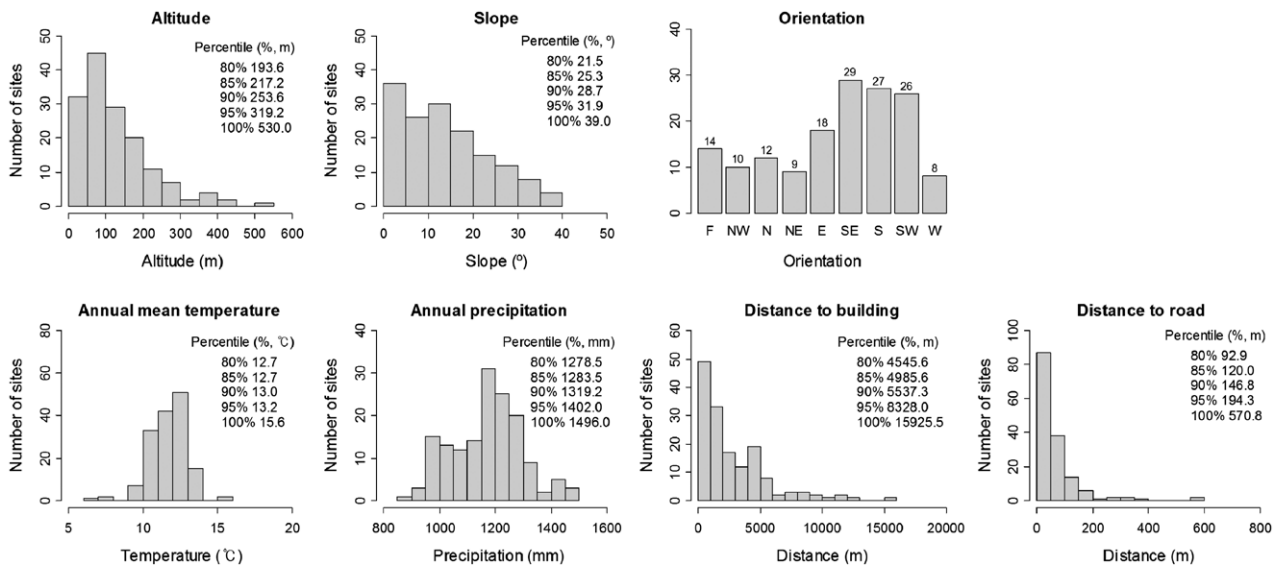 Altitude
Number of sites
50
40
30
20
10
0
Percentile (%, m)
80% 193.6
85% 217.2
90% 253.6
95% 319.2
100% 530.0
0 100 200 300 400 500 600
Altitude (m)
Slope
Number of sites
50
40
30
20
10
0
Percentile (%, º)
80% 21.5
85% 25.3
90% 28.7
95% 31.9
100% 39.0
0 10 20 30 40 50
Slope (º)
Orientation
Number of sites
40
30
20
10
0
14 10 12 9 18 29 27 26 8
F NW N NE E SE S SW W
Orientation
Annual mean temperature
Number of sites
80
60
40
20
0
Percentile (%, ℃)
80% 12.7
85% 12.7
90% 13.0
95% 13.2
100% 15.6
5 10 15 20
Temperature (℃)
Annual precipitation
Number of sites
40
30
20
10
0
Percentile (%, mm)
80% 1278.5
85% 1283.5
90% 1319.2
95% 1402.0
100% 1496.0
800 1000 1200 1400 1600
Precipitation (mm)
Distance to building
Number of sites
60
50
40
30
20
10
0
Percentile (%, m)
80% 4545.6
85% 4985.6
90% 5537.3
95% 8328.0
100% 15925.5
0 5000 10000 15000 20000
Distance (m)
Distance to road
Number of sites
100
80
60
40
20
0
Percentile (%, m)
80% 92.9
85% 120.0
90% 146.8
95% 194.3
100% 570.8
0 200 400 600 800
Distance (m)